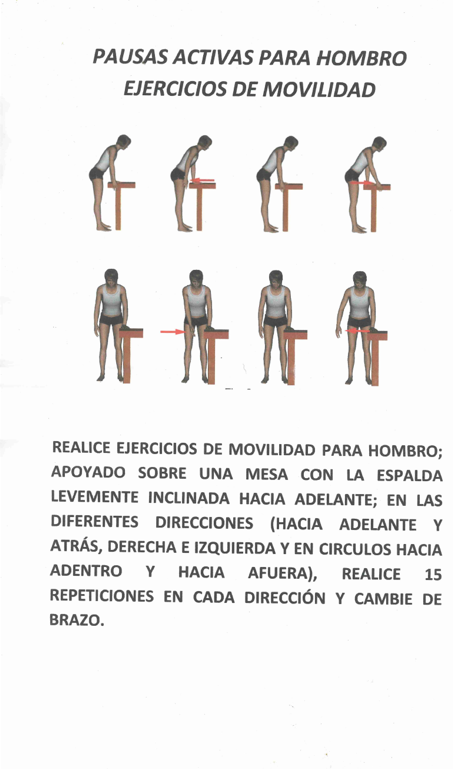 PAUSAS ACTIVAS PARA HOMBRO
EJERCICIOS DE MOVILIDAD
REALICE EJERCICIOS DE MOVILIDAD PARA HOMBRO;
APOYADO SOBRE UNA MESA CON LA ESPALDA
LEVEMENTE INCLINADA HACIA ADELANTE; EN LAS
DIFERENTES DIRECCIONES (HACIA ADELANTE Y
ATRÁS, DERECHA E IZQUIERDA Y EN CIRCULOS HACIA
ADENTRO Y HACIA AFUERA), REALICE 15
REPETICIONES EN CADA DIRECCIÓN Y CAMBIE DE
BRAZO.